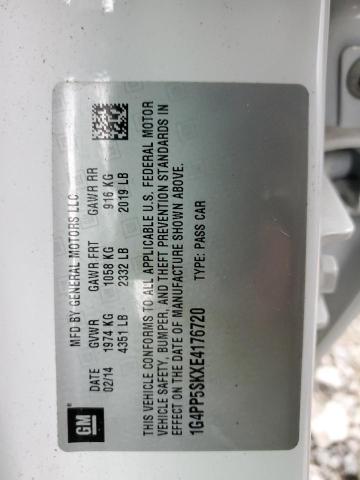 GM
MFD BY GENERAL MOTORS LLC
DATE GVWR GAWR FRT GAWR RR
02/14 1974 KG 1058 KG 916 KG
4351 LB 2332 LB 2019 LB
THIS VEHICLE CONFORMS TO ALL APPLICABLE U.S. FEDERAL MOTOR
VEHICLE SAFETY, BUMPER, AND THEFT PREVENTION STANDARDS IN
EFFECT ON THE DATE OF MANUFACTURE SHOWN ABOVE.
1G4PP5SKXE4176720 TYPE: PASS CAR